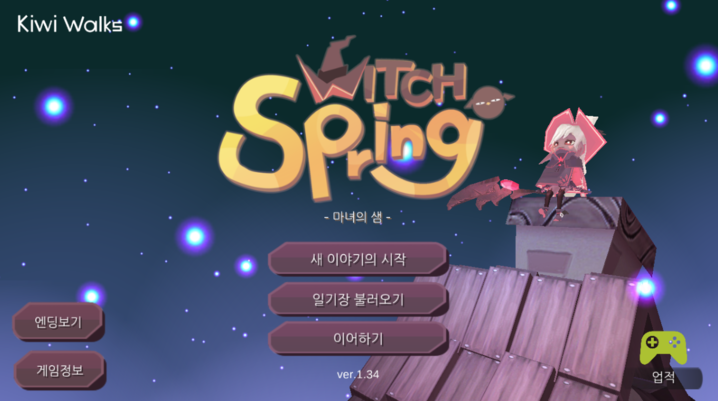 Kiwi Walks
WITCH
Spring
- 마녀의 샘 -
새 이야기의 시작
일기장 불러오기
이어하기
엔딩보기
게임정보
ver.1.34
업적